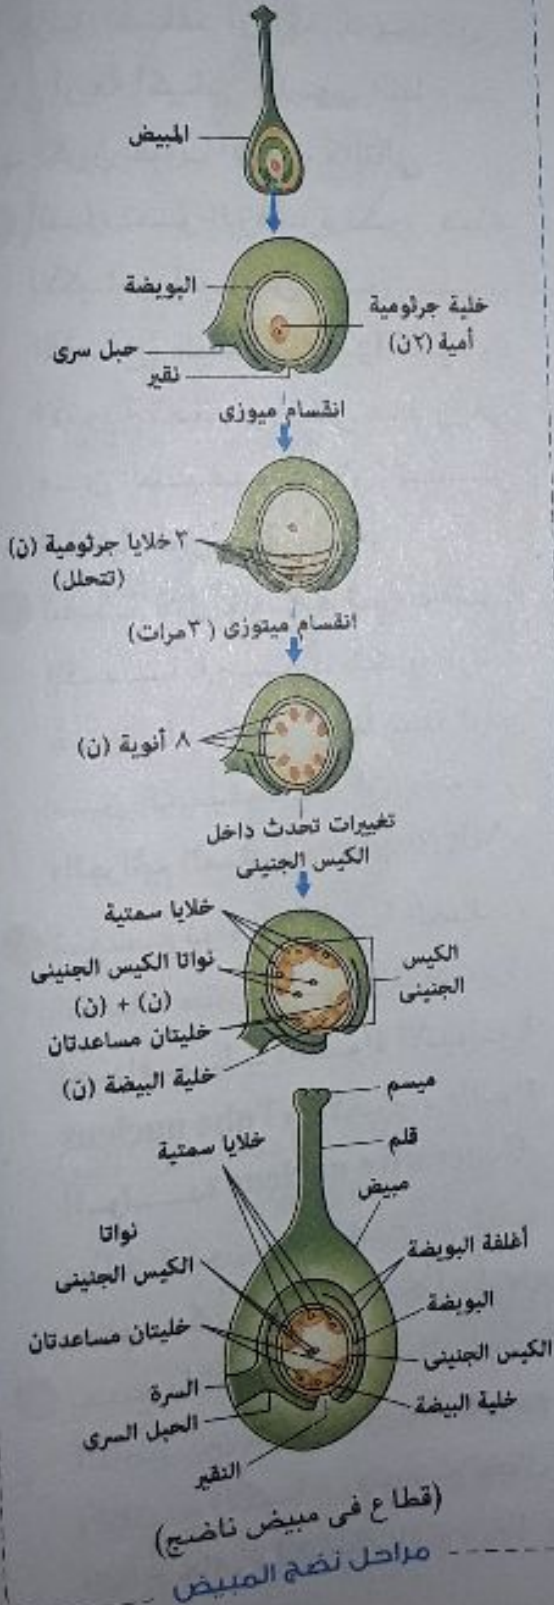 المبيض
البويضة
خلية جرثومية
أمية (٢ن)
حبل سرى
نقير
انقسام ميوزى
٣ خلايا جرثومية (ن)
(تتحلل)
انقسام ميتوزى (٣ مرات)
٨ أنوية (ن)
تغييرات تحدث داخل
الكيس الجنينى
خلايا سمتية
نواتا الكيس الجنينى
(ن) + (ن)
الكيس
الجنينى
خليتان مساعدتان
خلية البيضة (ن)
ميسم
قلم
خلايا سمتية
مبيض
نواتا
الكيس الجنينى
أغلفة البويضة
البويضة
خليتان مساعدتان
الكيس الجنينى
السرة
خلية البيضة
الحبل السرى
النقير
(قطاع فى مبيض ناضج)
مراحل نضج المبيض